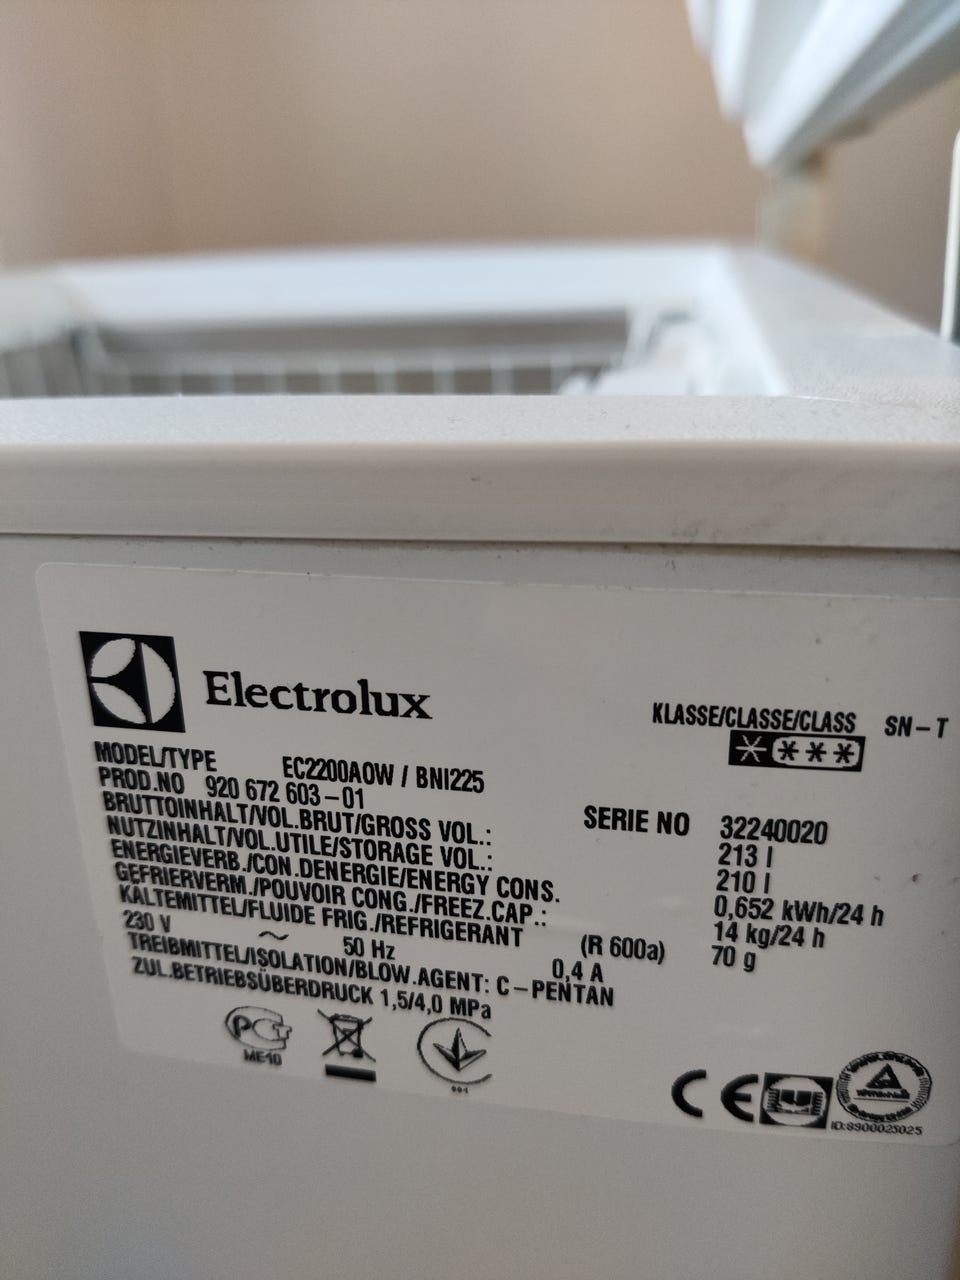 Electrolux
KLASSE/CLASSE/CLASS SN-T
MODEL/TYPE EC2200AOW / BNI225
PROD.NO 920 672 603-01
SERIE NO 32240020
BRUTTOINHALT/VOL.BRUT/GROSS VOL.: 213 l
NUTZINHALT/VOL.UTILE/STORAGE VOL.: 210 l
ENERGIEVERB./CON.DENERGIE/ENERGY CONS. 0,652 kWh/24 h
GEFRIERVERM./POUVOIR CONG./FREEZ.CAP.: 14 kg/24 h
KALTEMITTEL/FLUIDE FRIG./REFRIGERANT (R 600a) 70 g
230 V ~ 50 Hz 0,4 A
TREIBMITTEL/ISOLATION/BLOW.AGENT: C-PENTAN
ZUL.BETRIEBSÜBERDRUCK 1,5/4,0 MPa
РСТ
ME10
CE
ID:8900025025